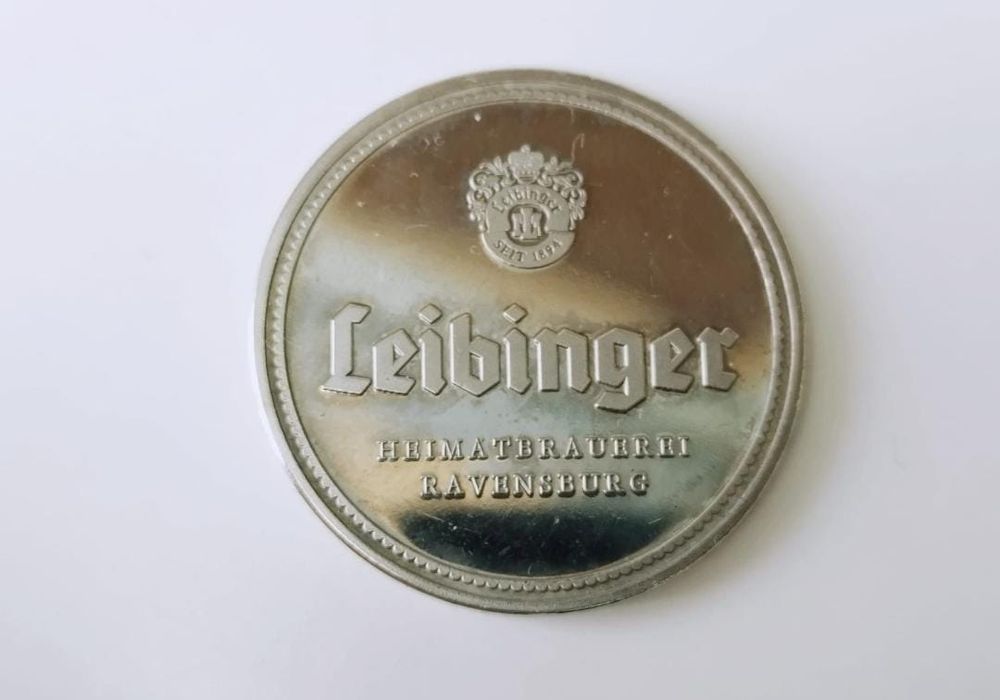 Leibinger
SEIT 1894
Leibinger
HEIMATBRAUEREI
RAVENSBURG